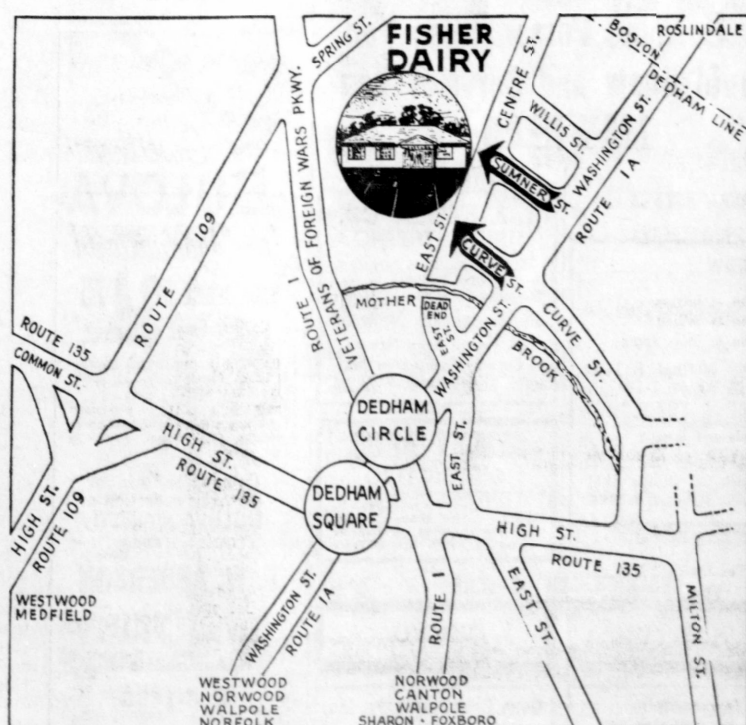 SPRING ST.
FISHER
DAIRY
CENTRE ST.
BOSTON
ROSLINDALE
DEDHAM LINE
WILLIS ST.
WASHINGTON ST.
ROUTE 1A
SUMNER ST.
VETERANS OF FOREIGN WARS PKWY.
ROUTE 1
ROUTE 109
EAST ST.
CURVE ST.
MOTHER
BROOK
DEAD
END
EAST ST.
WASHINGTON ST.
CURVE ST.
ROUTE 135
COMMON ST.
DEDHAM
CIRCLE
HIGH ST.
ROUTE 135
EAST ST.
DEDHAM
SQUARE
HIGH ST.
ROUTE 109
HIGH ST.
ROUTE 135
WESTWOOD
MEDFIELD
WASHINGTON ST.
ROUTE 1A
ROUTE 1
EAST ST.
MILTON ST.
WESTWOOD
NORWOOD
WALPOLE
NORFOLK
NORWOOD
CANTON
WALPOLE
SHARON - FOXBORO